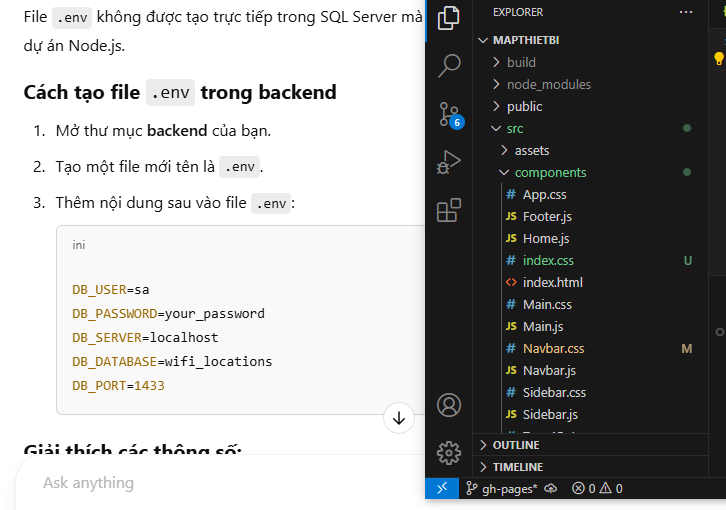 File .env không được tạo trực tiếp trong SQL Server mà
dự án Node.js.
Cách tạo file .env trong backend
1. Mở thư mục backend của bạn.
2. Tạo một file mới tên là .env.
3. Thêm nội dung sau vào file .env:
ini
DB_USER=sa
DB_PASSWORD=your_password
DB_SERVER=localhost
DB_DATABASE=wifi_locations
DB_PORT=1433
Giải thích các thông số:
Ask anything
EXPLORER
MAPTHIETBI
build
node_modules
public
src
assets
components
# App.css
JS Footer.js
JS Home.js
# index.css U
<> index.html
# Main.css
JS Main.js
# Navbar.css M
JS Navbar.js
# Sidebar.css
JS Sidebar.js
OUTLINE
TIMELINE
6
gh-pages* 0 0